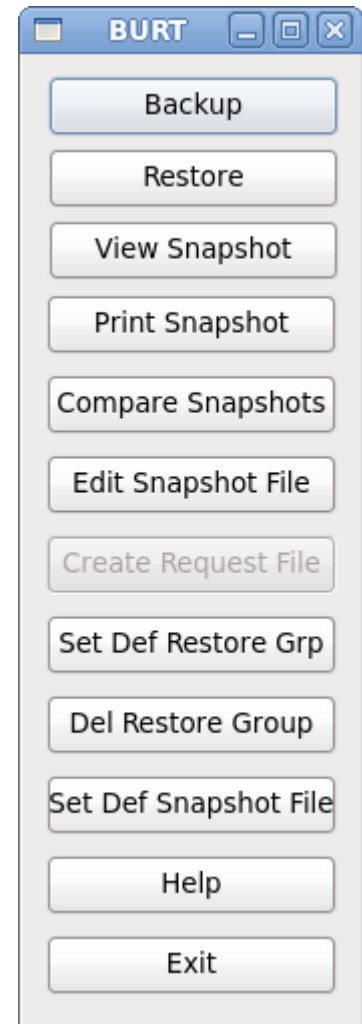 BURT
Backup
Restore
View Snapshot
Print Snapshot
Compare Snapshots
Edit Snapshot File
Create Request File
Set Def Restore Grp
Del Restore Group
Set Def Snapshot File
Help
Exit